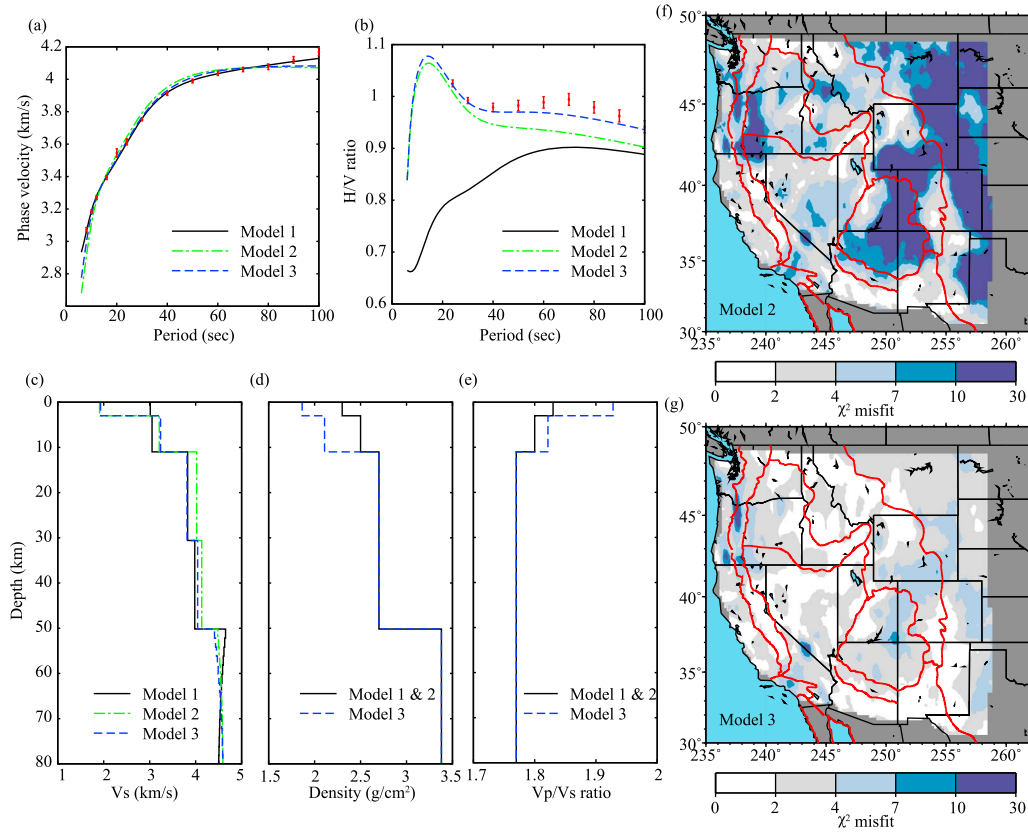 (a)
4.2
4
3.8
3.6
3.4
3.2
3
2.8
Phase velocity (km/s)
Model 1
Model 2
Model 3
0 20 40 60 80 100
Period (sec)
(b)
1.1
1
0.9
0.8
0.7
0.6
H/V ratio
Model 1
Model 2
Model 3
0 20 40 60 80 100
Period (sec)
(c)
0
10
20
30
40
50
60
70
80
Depth (km)
Model 1
Model 2
Model 3
1 2 3 4 5
Vs (km/s)
(d)
Model 1 & 2
Model 3
1.5 2 2.5 3 3.5
Density (g/cm²)
(e)
Model 1 & 2
Model 3
1.7 1.8 1.9 2
Vp/Vs ratio
(f)
50°
45°
40°
35°
30°
Model 2
235° 240° 245° 250° 255° 260°
0 2 4 7 10 30
χ² misfit
(g)
50°
45°
40°
35°
30°
Model 3
235° 240° 245° 250° 255° 260°
0 2 4 7 10 30
χ² misfit